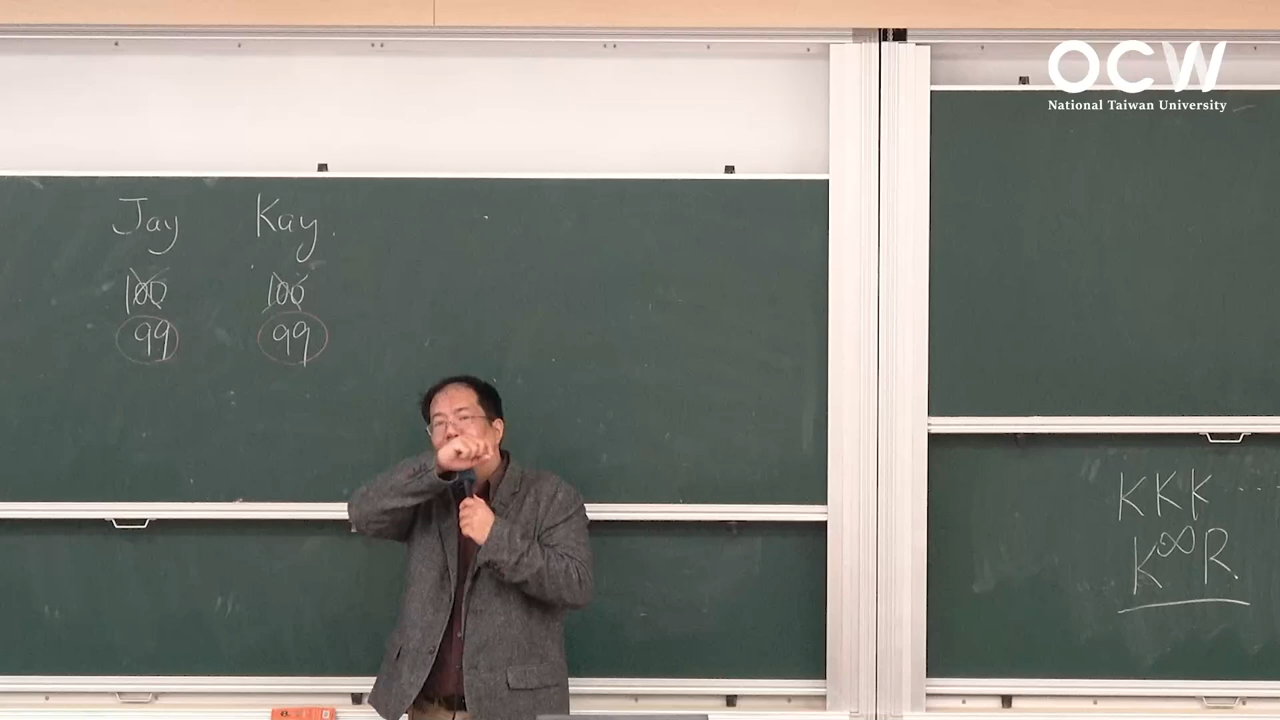 Jay Kay.
100 100
99 99
KKK ...
K∞R
OCW
National Taiwan University